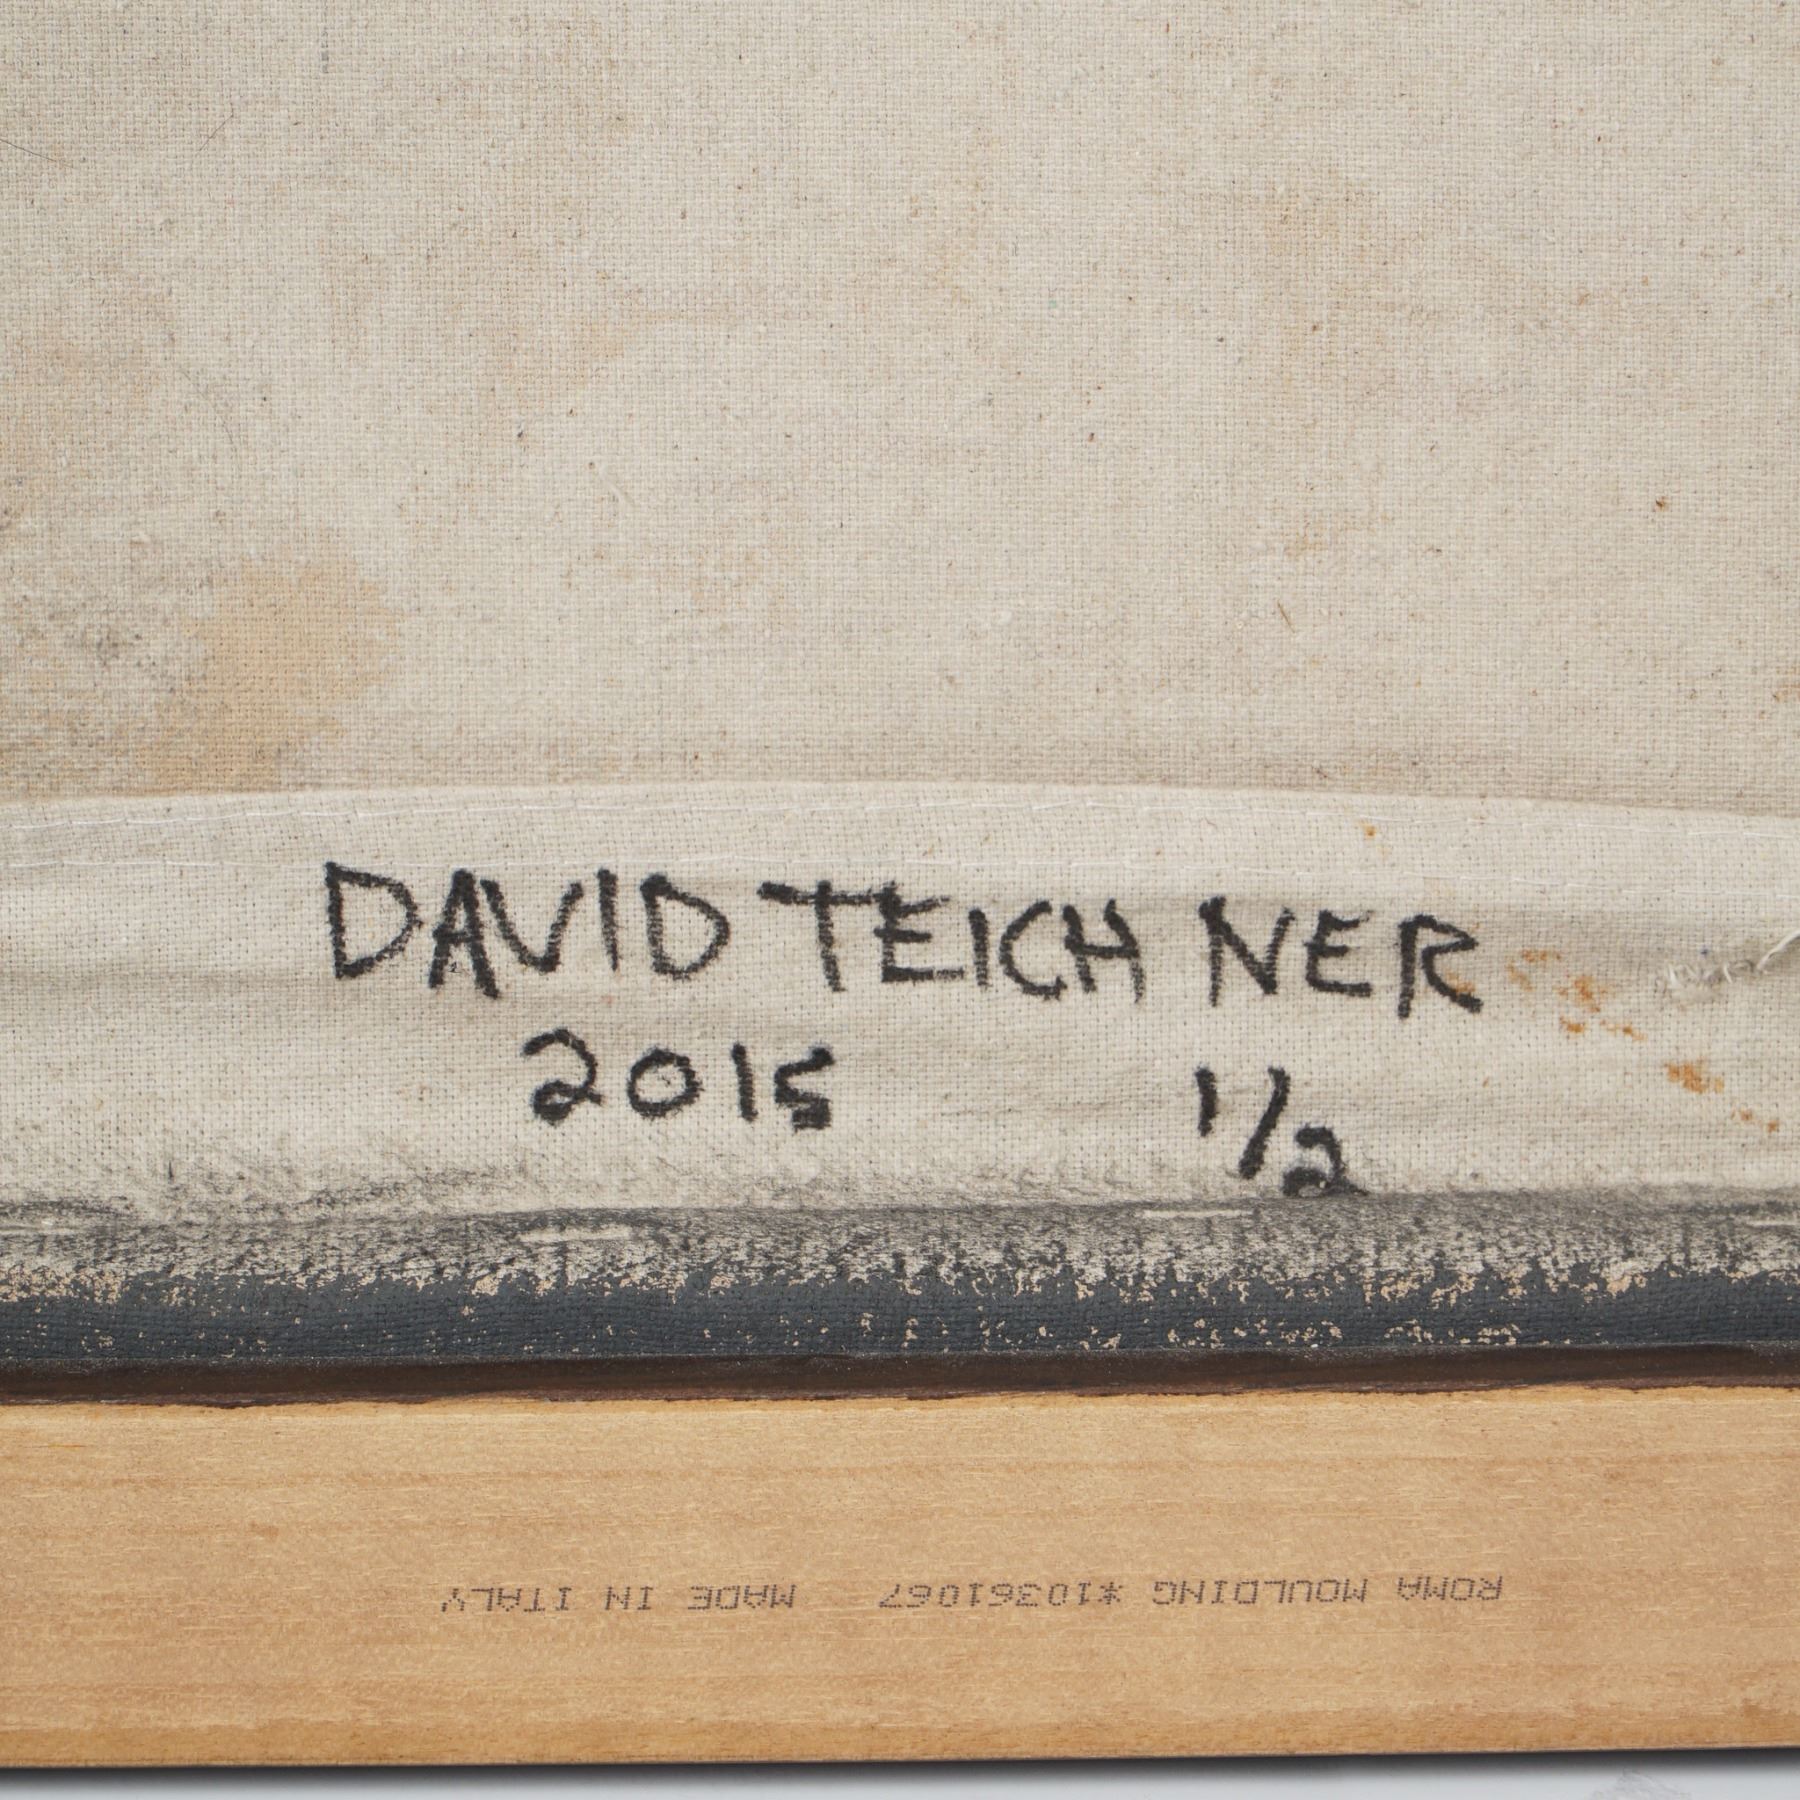 DAVID TEICH NER
2015 1/2
ROMA MOULDING *10361067 MADE IN ITALY